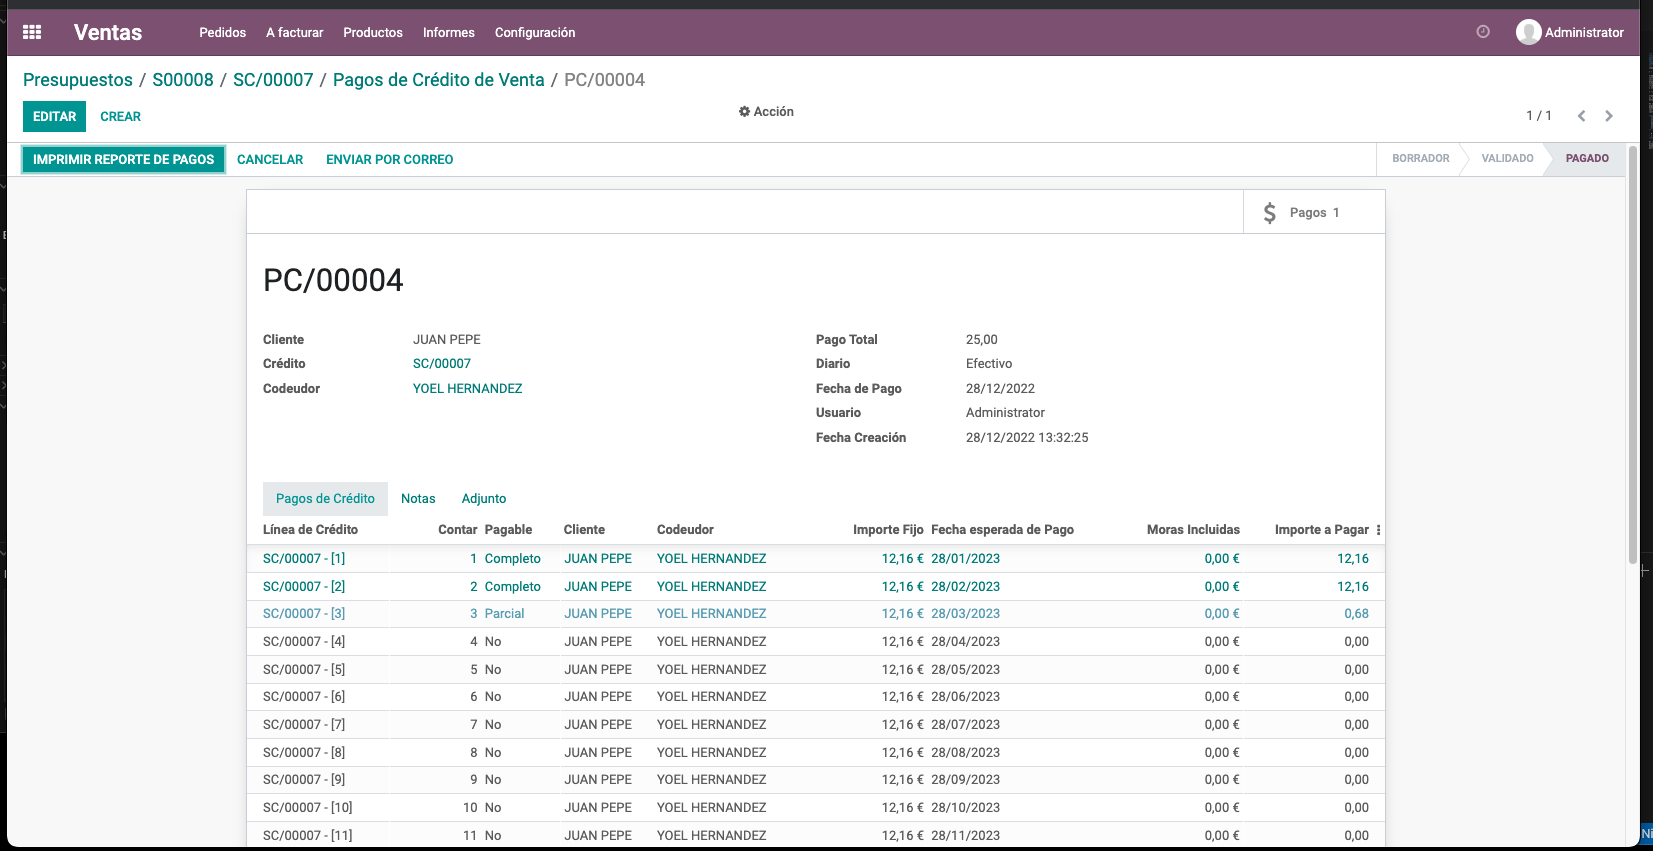 Ventas Pedidos A facturar Productos Informes Configuración Administrator
Presupuestos / S00008 / SC/00007 / Pagos de Crédito de Venta / PC/00004
EDITAR CREAR Acción 1 / 1
IMPRIMIR REPORTE DE PAGOS CANCELAR ENVIAR POR CORREO BORRADOR VALIDADO PAGADO
$ Pagos 1
PC/00004
Cliente JUAN PEPE Pago Total 25,00
Crédito SC/00007 Diario Efectivo
Codeudor YOEL HERNANDEZ Fecha de Pago 28/12/2022
Usuario Administrator
Fecha Creación 28/12/2022 13:32:25
Pagos de Crédito Notas Adjunto
Línea de Crédito Contar Pagable Cliente Codeudor Importe Fijo Fecha esperada de Pago Moras Incluidas Importe a Pagar
SC/00007 - [1] 1 Completo JUAN PEPE YOEL HERNANDEZ 12,16 € 28/01/2023 0,00 € 12,16
SC/00007 - [2] 2 Completo JUAN PEPE YOEL HERNANDEZ 12,16 € 28/02/2023 0,00 € 12,16
SC/00007 - [3] 3 Parcial JUAN PEPE YOEL HERNANDEZ 12,16 € 28/03/2023 0,00 € 0,68
SC/00007 - [4] 4 No JUAN PEPE YOEL HERNANDEZ 12,16 € 28/04/2023 0,00 € 0,00
SC/00007 - [5] 5 No JUAN PEPE YOEL HERNANDEZ 12,16 € 28/05/2023 0,00 € 0,00
SC/00007 - [6] 6 No JUAN PEPE YOEL HERNANDEZ 12,16 € 28/06/2023 0,00 € 0,00
SC/00007 - [7] 7 No JUAN PEPE YOEL HERNANDEZ 12,16 € 28/07/2023 0,00 € 0,00
SC/00007 - [8] 8 No JUAN PEPE YOEL HERNANDEZ 12,16 € 28/08/2023 0,00 € 0,00
SC/00007 - [9] 9 No JUAN PEPE YOEL HERNANDEZ 12,16 € 28/09/2023 0,00 € 0,00
SC/00007 - [10] 10 No JUAN PEPE YOEL HERNANDEZ 12,16 € 28/10/2023 0,00 € 0,00
SC/00007 - [11] 11 No JUAN PEPE YOEL HERNANDEZ 12,16 € 28/11/2023 0,00 € 0,00